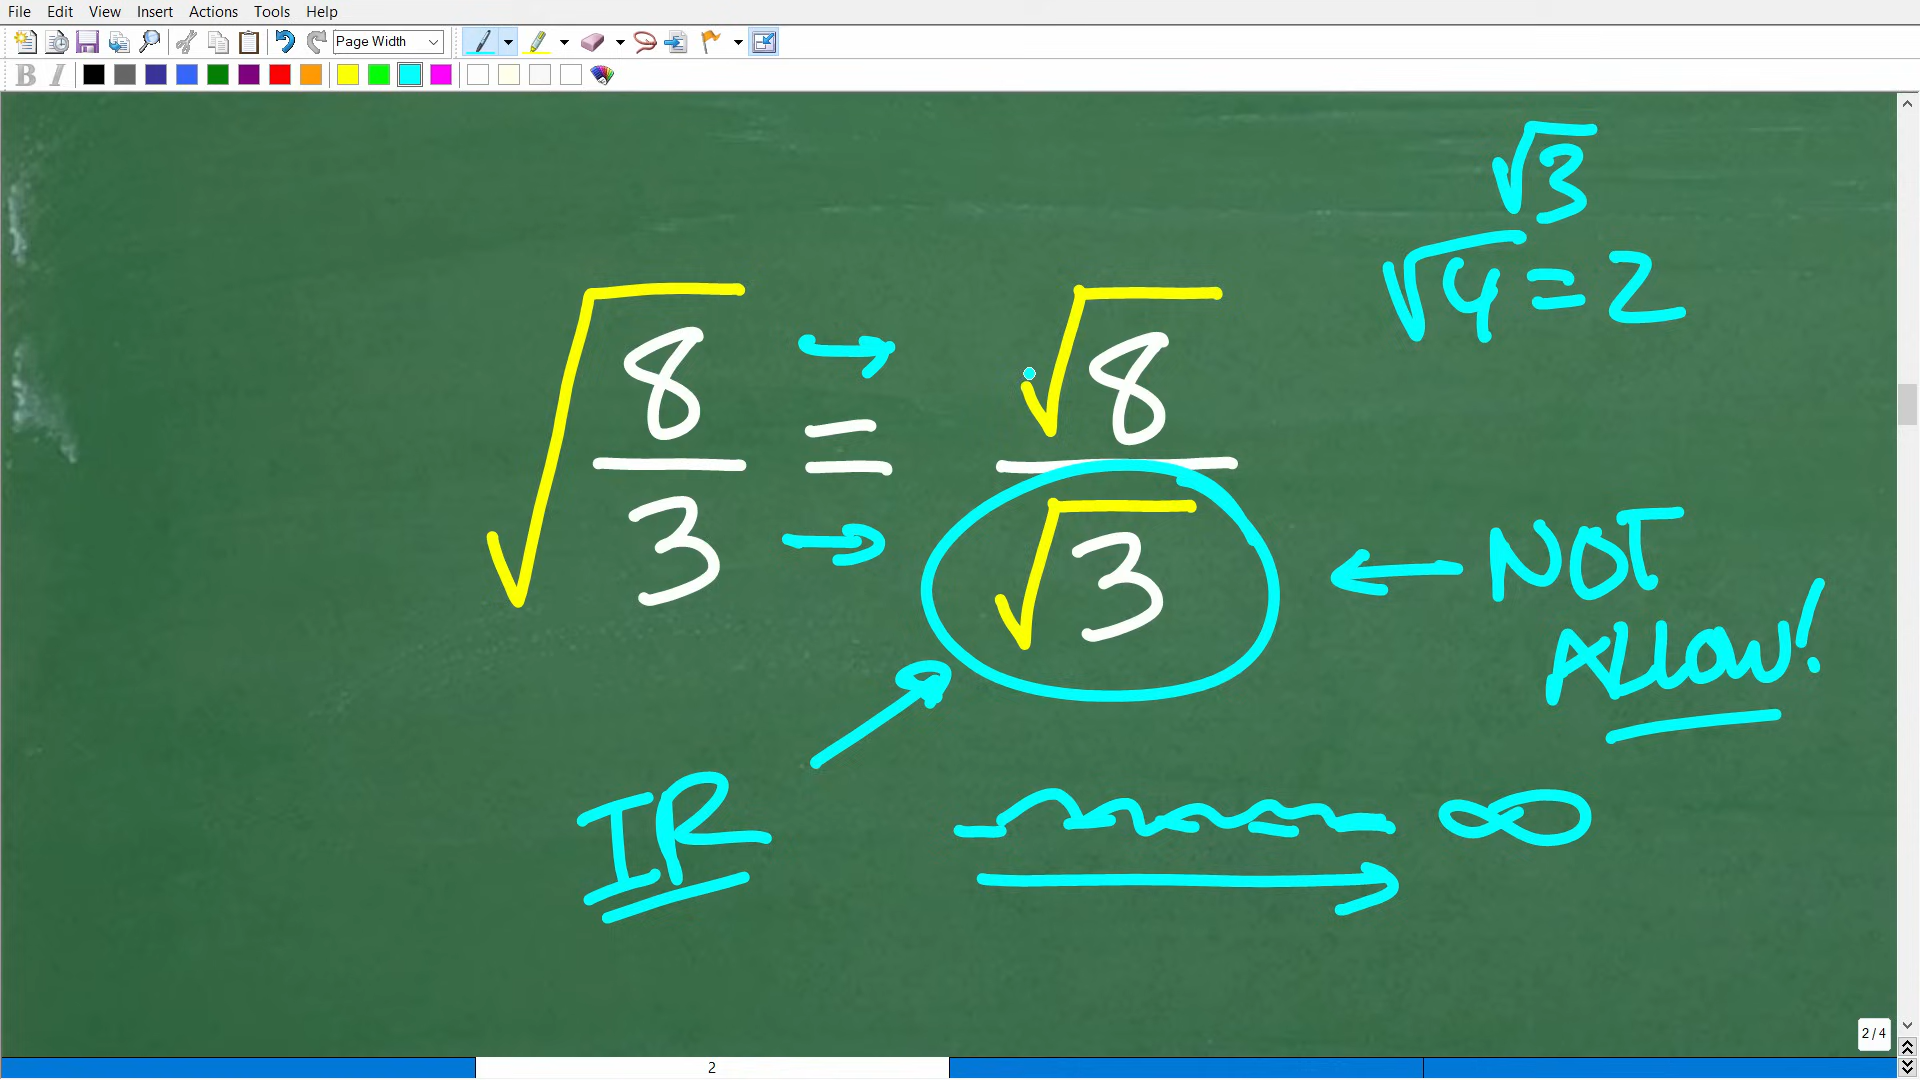 File Edit View Insert Actions Tools Help
Page Width
B I
√3
√4 = 2
√(8/3) = √8/√3
NOT
ALLOW!
IR
∞
2 / 4
2